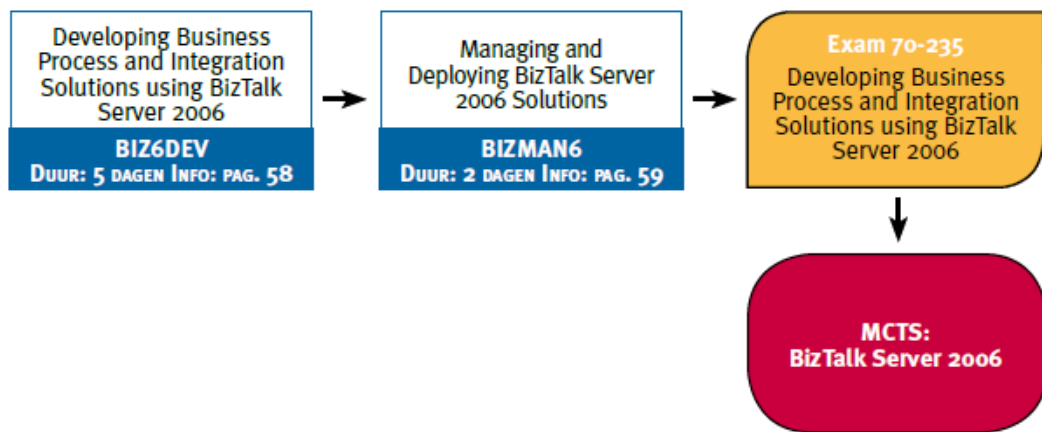 Developing Business
Process and Integration
Solutions using BizTalk
Server 2006
BIZ6DEV
DUUR: 5 DAGEN INFO: PAG. 58
Managing and
Deploying BizTalk Server
2006 Solutions
BIZMAN6
DUUR: 2 DAGEN INFO: PAG. 59
Exam 70-235
Developing Business
Process and Integration
Solutions using BizTalk
Server 2006
MCTS:
BizTalk Server 2006